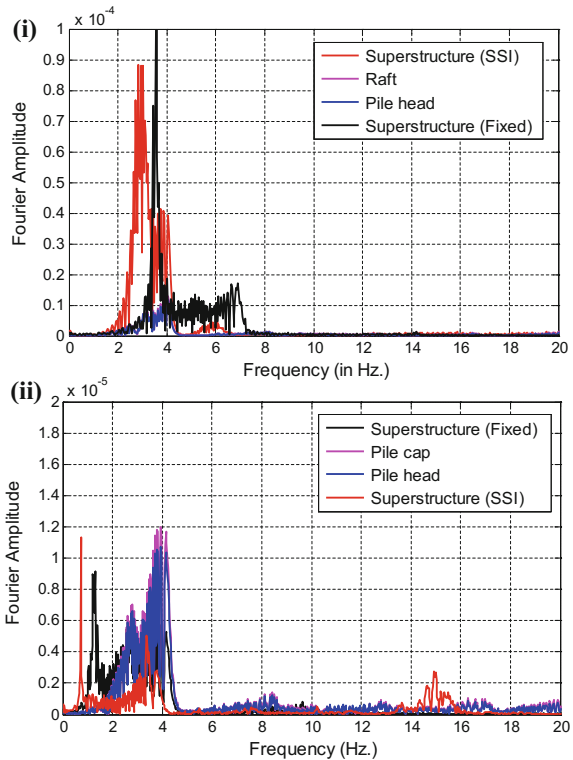 (i)
1 x 10-4
Superstructure (SSI)
Raft
Pile head
Superstructure (Fixed)
0.9
0.8
0.7
0.6
0.5
0.4
0.3
0.2
0.1
0
Fourier Amplitude
0 2 4 6 8 10 12 14 16 18 20
Frequency (in Hz.)
(ii)
2 x 10-5
Superstructure (Fixed)
Pile cap
Pile head
Superstructure (SSI)
1.8
1.6
1.4
1.2
1
0.8
0.6
0.4
0.2
0
Fourier Amplitude
0 2 4 6 8 10 12 14 16 18 20
Frequency (Hz.)